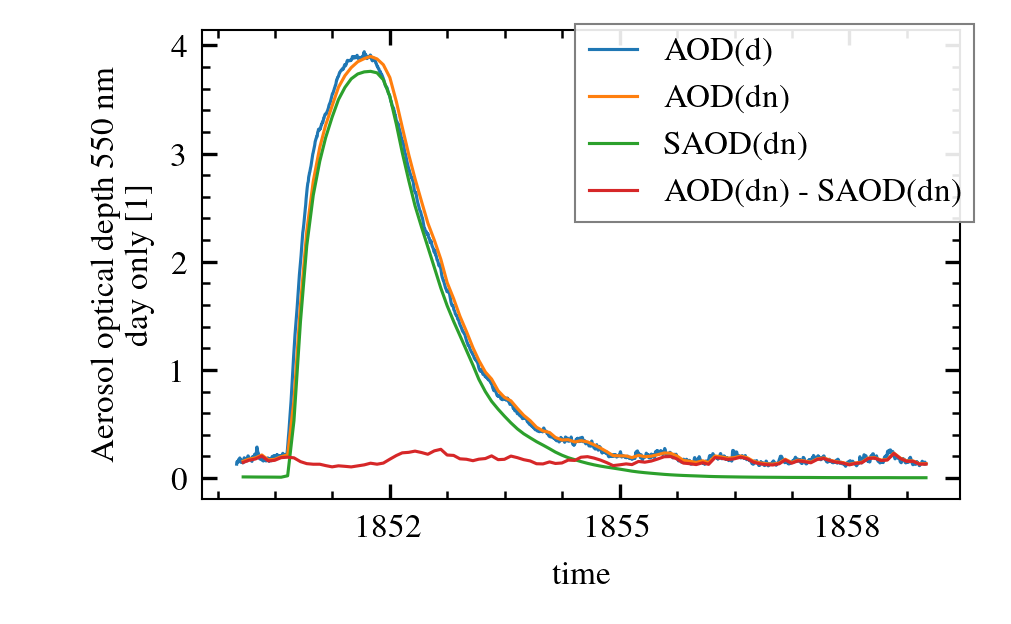 Aerosol optical depth 550 nm
day only [1]
4
3
2
1
0
AOD(d)
AOD(dn)
SAOD(dn)
AOD(dn) - SAOD(dn)
1852
1855
1858
time